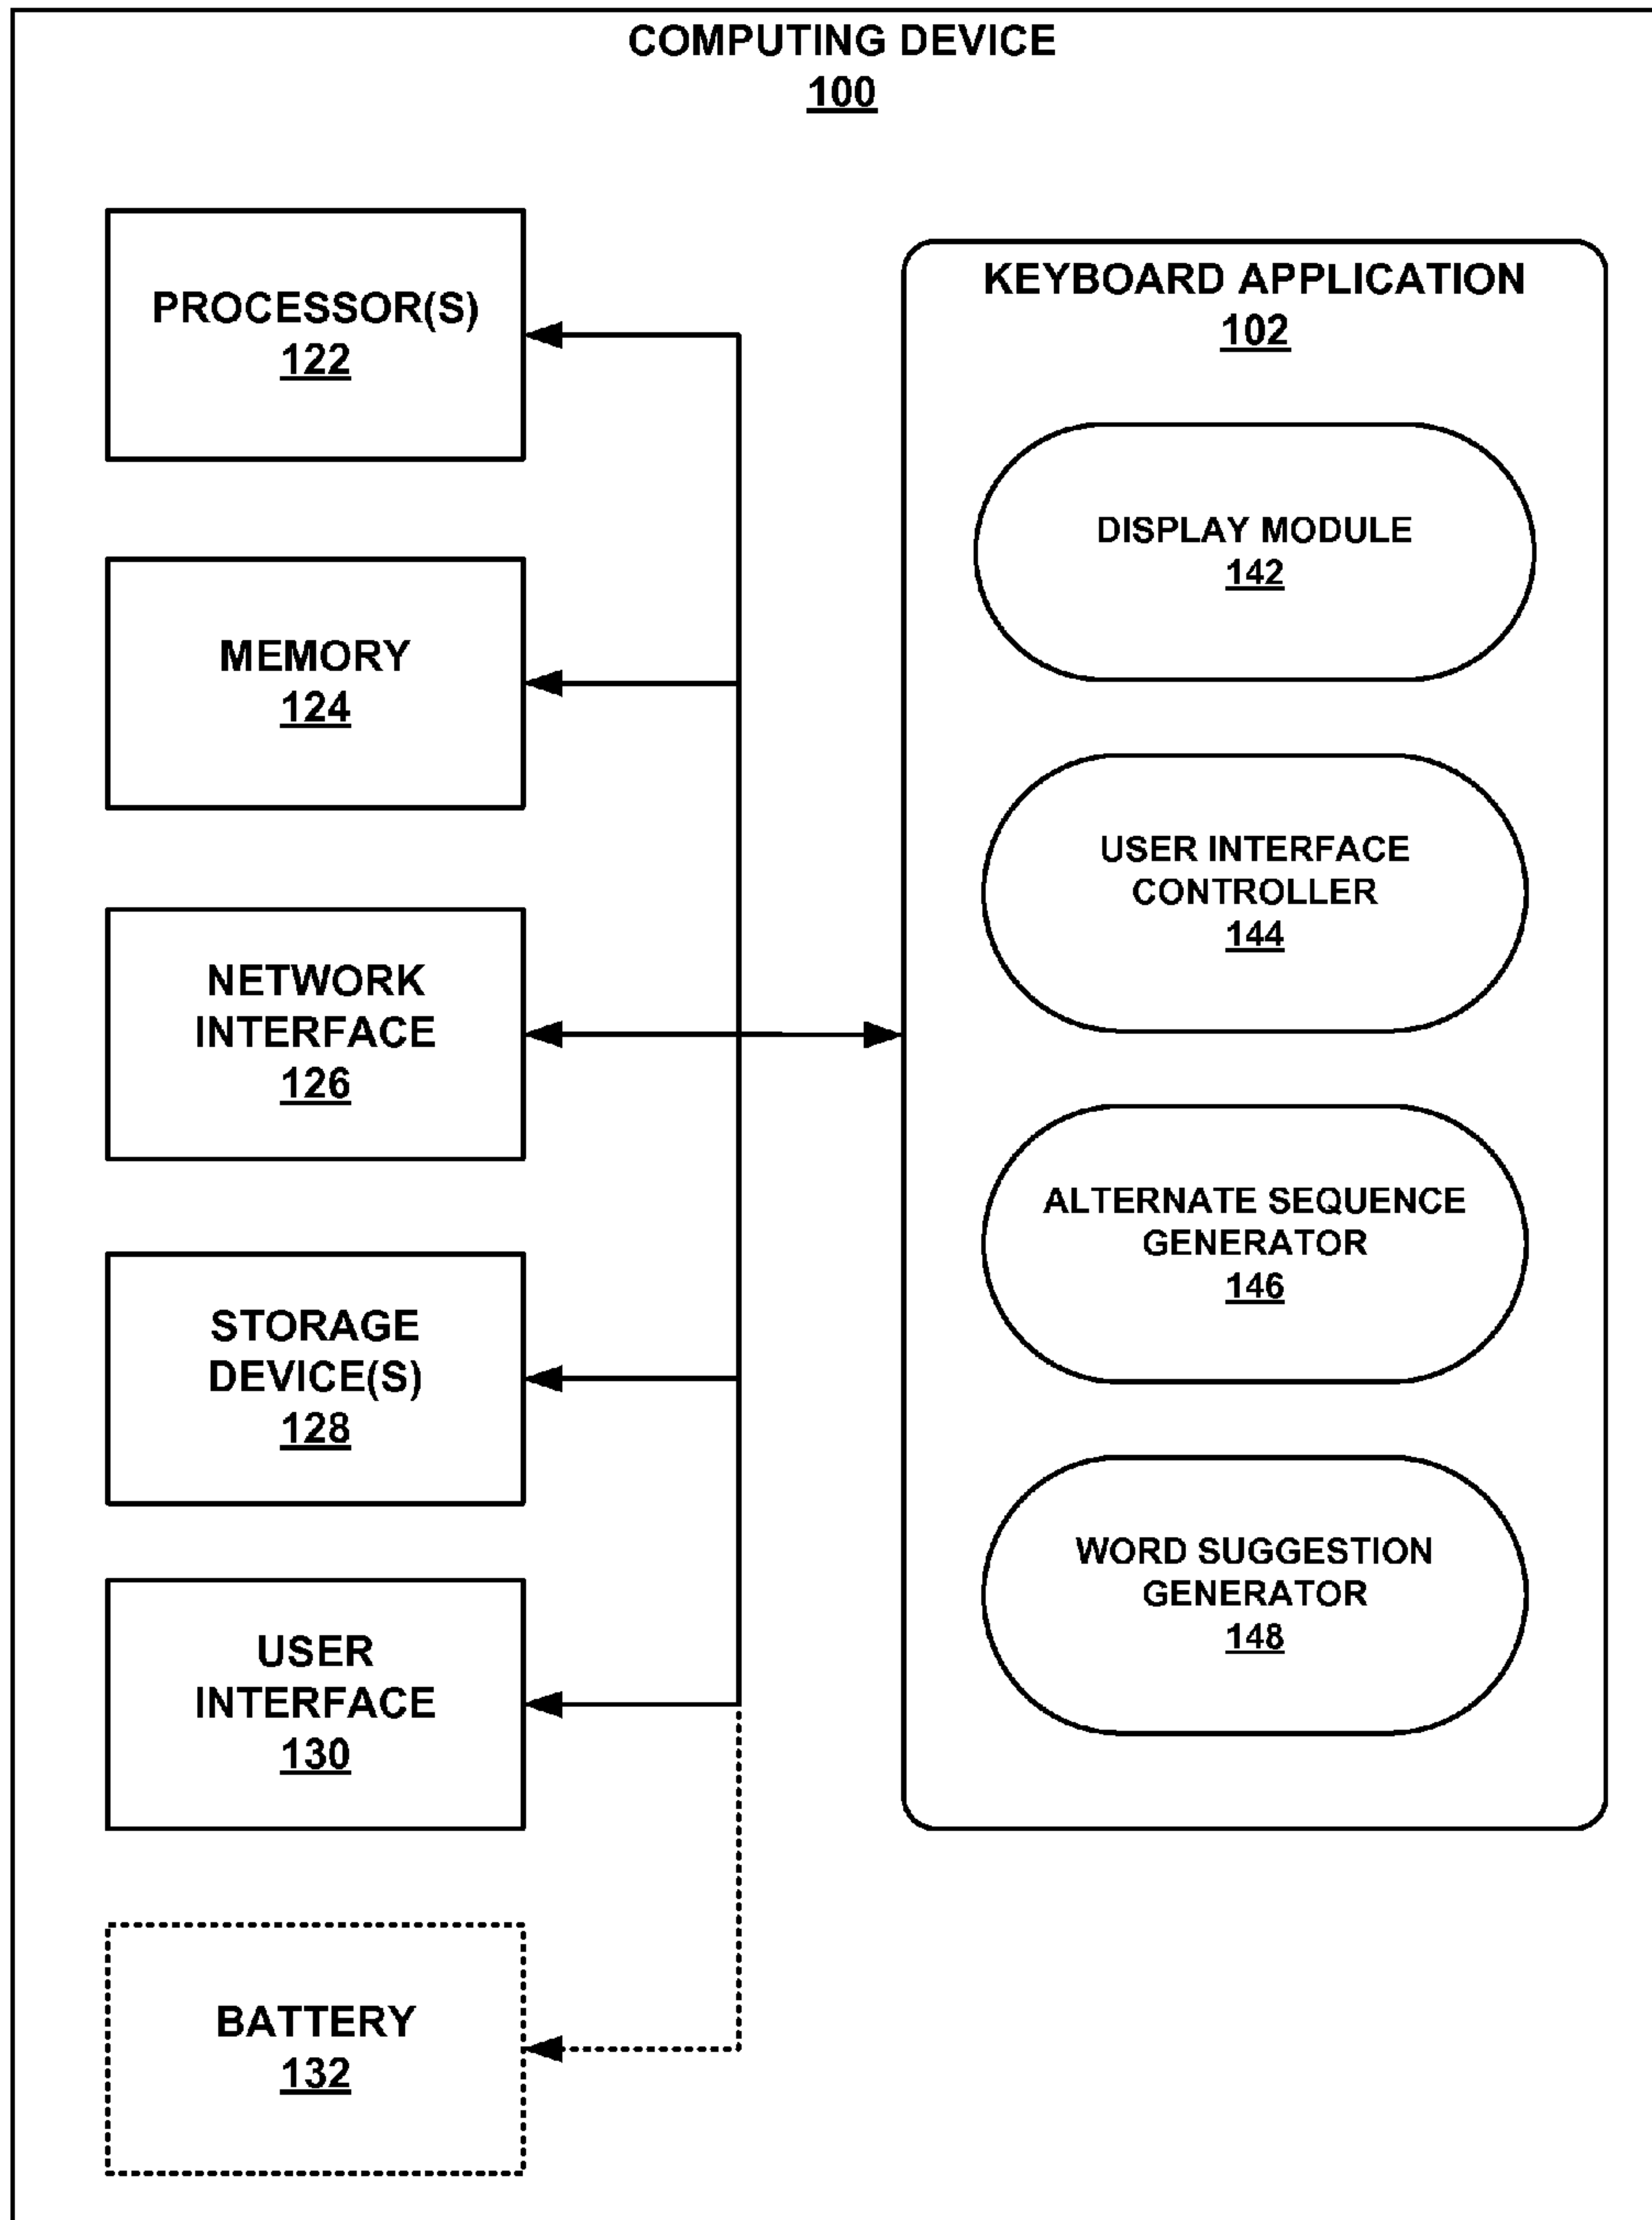 COMPUTING DEVICE
100
PROCESSOR(S)
122
MEMORY
124
NETWORK
INTERFACE
126
STORAGE
DEVICE(S)
128
USER
INTERFACE
130
BATTERY
132
KEYBOARD APPLICATION
102
DISPLAY MODULE
142
USER INTERFACE
CONTROLLER
144
ALTERNATE SEQUENCE
GENERATOR
146
WORD SUGGESTION
GENERATOR
148